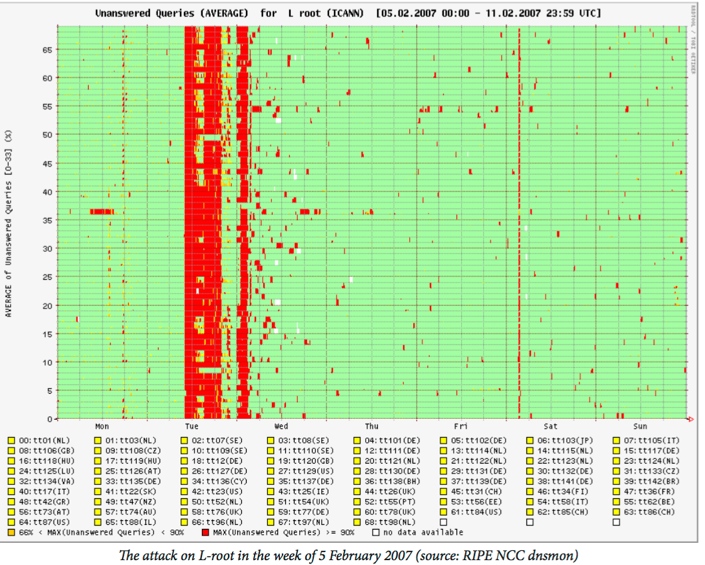 Unanswered Queries (AVERAGE) for L root (ICANN) [05.02.2007 00:00 - 11.02.2007 23:59 UTC]
AVERAGE of Unanswered Queries [0-33] (%)
65
60
55
50
45
40
35
30
25
20
15
10
5
0
Mon Tue Wed Thu Fri Sat Sun
00:tt01(NL) 01:tt03(NL) 02:tt07(SE) 03:tt08(SE) 04:tt101(DE) 05:tt102(DE) 06:tt103(JP) 07:tt105(IT)
08:tt106(GB) 09:tt108(CZ) 10:tt109(SE) 11:tt110(SE) 12:tt111(DE) 13:tt114(NL) 14:tt115(NL) 15:tt117(DE)
16:tt118(HU) 17:tt119(HU) 18:tt12(DE) 19:tt120(GB) 20:tt121(NL) 21:tt122(NL) 22:tt123(NL) 23:tt124(NL)
24:tt125(LU) 25:tt126(AT) 26:tt127(DE) 27:tt129(US) 28:tt130(DE) 29:tt131(DE) 30:tt132(DE) 31:tt133(CZ)
32:tt134(VA) 33:tt135(DE) 34:tt136(CY) 35:tt137(DE) 36:tt138(BH) 37:tt139(DE) 38:tt141(DE) 39:tt142(BR)
40:tt17(IT) 41:tt22(SK) 42:tt23(US) 43:tt25(IE) 44:tt26(UK) 45:tt31(CH) 46:tt34(FI) 47:tt36(FR)
48:tt42(GR) 49:tt47(NZ) 50:tt52(NL) 51:tt54(UK) 52:tt55(PT) 53:tt56(EE) 54:tt58(IT) 55:tt62(BE)
56:tt73(AT) 57:tt74(AU) 58:tt76(UK) 59:tt77(DE) 60:tt78(UK) 61:tt84(US) 62:tt85(CH) 63:tt86(CH)
64:tt87(US) 65:tt88(IL) 66:tt96(NL) 67:tt97(NL) 68:tt98(NL)
66% < MAX(Unanswered Queries) < 90% MAX(Unanswered Queries) >= 90% no data available
The attack on L-root in the week of 5 February 2007 (source: RIPE NCC dnsmon)